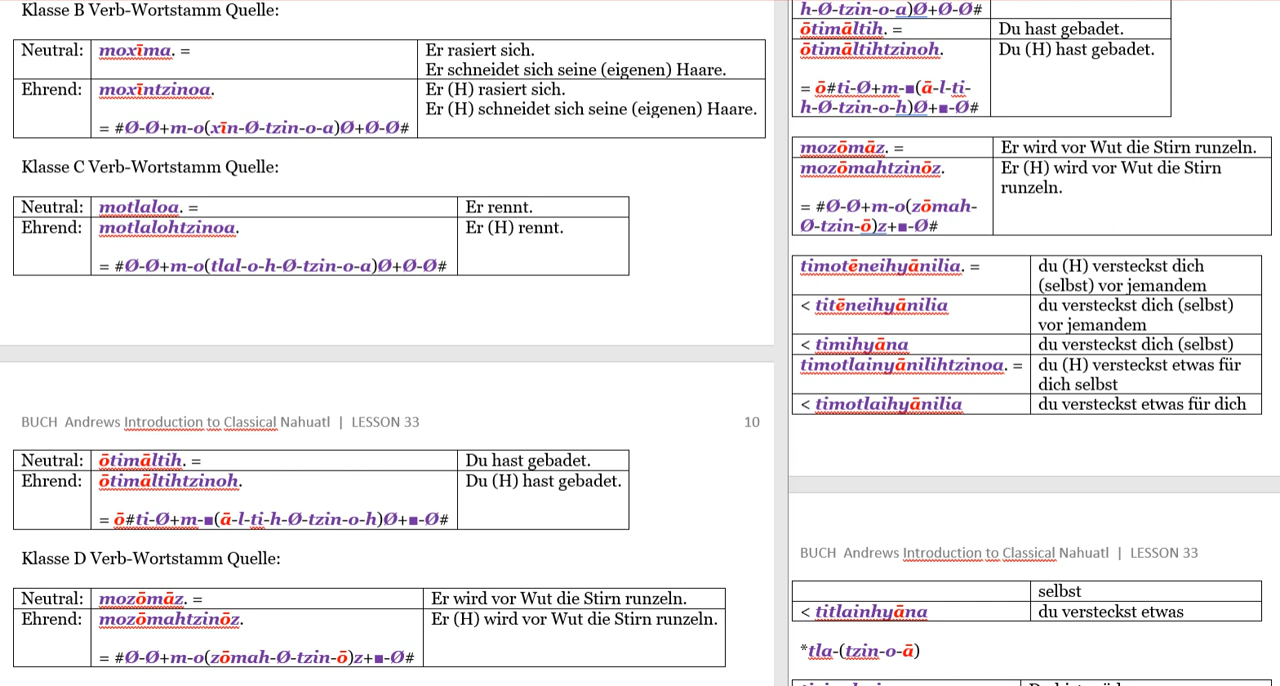 Klasse B Verb-Wortstamm Quelle:
Neutral: moxīma. = Er rasiert sich.
Er schneidet sich seine (eigenen) Haare.
Ehrend: moxīntzinoa. Er (H) rasiert sich.
Er (H) schneidet sich seine (eigenen) Haare.
= #Ø-Ø+m-o(xīn-Ø-tzin-o-a)Ø+Ø-Ø#
Klasse C Verb-Wortstamm Quelle:
Neutral: motlaloa. = Er rennt.
Ehrend: motlalohtzinoa. Er (H) rennt.
= #Ø-Ø+m-o(tlal-o-h-Ø-tzin-o-a)Ø+Ø-Ø#
BUCH Andrews Introduction to Classical Nahuatl | LESSON 33 10
Neutral: ōtimāltih. = Du hast gebadet.
Ehrend: ōtimāltihtzinoh. Du (H) hast gebadet.
= ō#ti-Ø+m-■(ā-l-ti-h-Ø-tzin-o-h)Ø+■-Ø#
Klasse D Verb-Wortstamm Quelle:
Neutral: mozōmāz. = Er wird vor Wut die Stirn runzeln.
Ehrend: mozōmahtzinōz. Er (H) wird vor Wut die Stirn runzeln.
= #Ø-Ø+m-o(zōmah-Ø-tzin-ō)z+■-Ø#
h-Ø-tzin-o-a)Ø+Ø-Ø#
ōtimāltih. = Du hast gebadet.
ōtimāltihtzinoh. Du (H) hast gebadet.
= ō#ti-Ø+m-■(ā-l-ti-
h-Ø-tzin-o-h)Ø+■-Ø#
mozōmāz. = Er wird vor Wut die Stirn runzeln.
mozōmahtzinōz. Er (H) wird vor Wut die Stirn
runzeln.
= #Ø-Ø+m-o(zōmah-
Ø-tzin-ō)z+■-Ø#
timotēneihyānilia. = du (H) versteckst dich
(selbst) vor jemandem
< titēneihyānilia du versteckst dich (selbst)
vor jemandem
< timihyāna du versteckst dich (selbst)
timotlainyānilihtzinoa. = du (H) versteckst etwas für
dich selbst
< timotlaihyānilia du versteckst etwas für dich
BUCH Andrews Introduction to Classical Nahuatl | LESSON 33
selbst
< titlainhyāna du versteckst etwas
*tla-(tzin-o-ā)